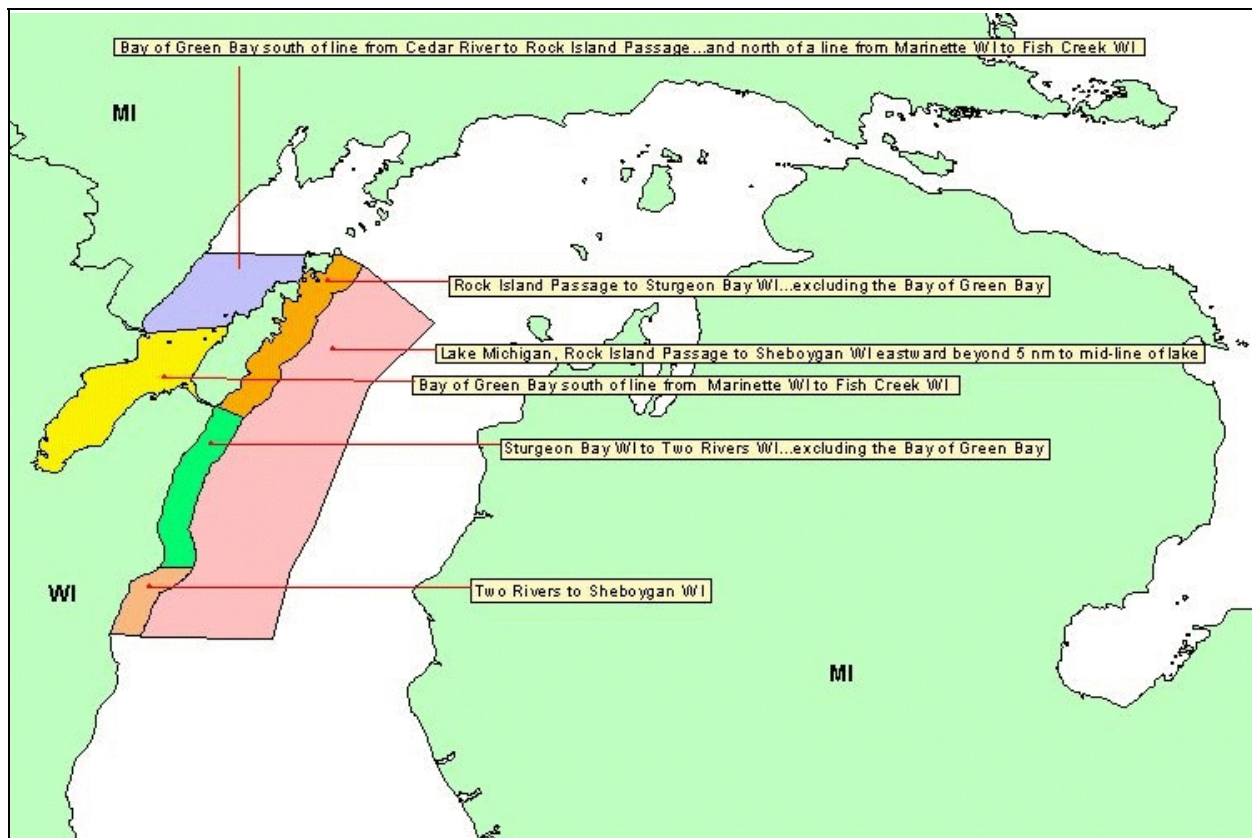 Bay of Green Bay south of line from Cedar River to Rock Island Passage...and north of a line from Marinette WI to Fish Creek WI
MI
Rock Island Passage to Sturgeon Bay WI...excluding the Bay of Green Bay
Lake Michigan, Rock Island Passage to Sheboygan WI eastward beyond 5 nm to mid-line of lake
Bay of Green Bay south of line from Marinette WI to Fish Creek WI
Sturgeon Bay WI to Two Rivers WI...excluding the Bay of Green Bay
WI
Two Rivers to Sheboygan WI
MI